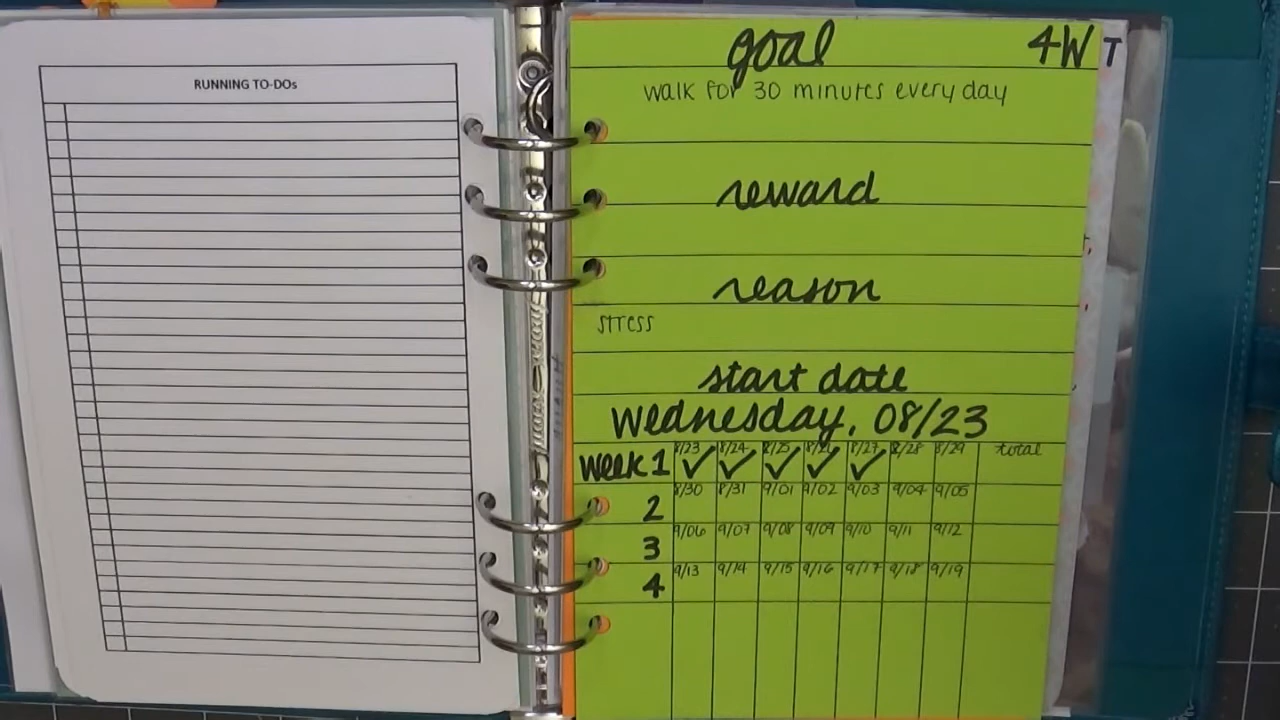 RUNNING TO-DOs
goal 4W T
walk for 30 minutes every day
reward
reason
stress
start date
wednesday, 08/23
8/23 8/24 8/25 8/26 8/27 8/28 8/29 total
week 1 ✓ ✓ ✓ ✓ ✓
8/30 8/31 9/01 9/02 9/03 9/04 9/05
2
9/06 9/07 9/08 9/09 9/10 9/11 9/12
3
9/13 9/14 9/15 9/16 9/17 9/18 9/19
4